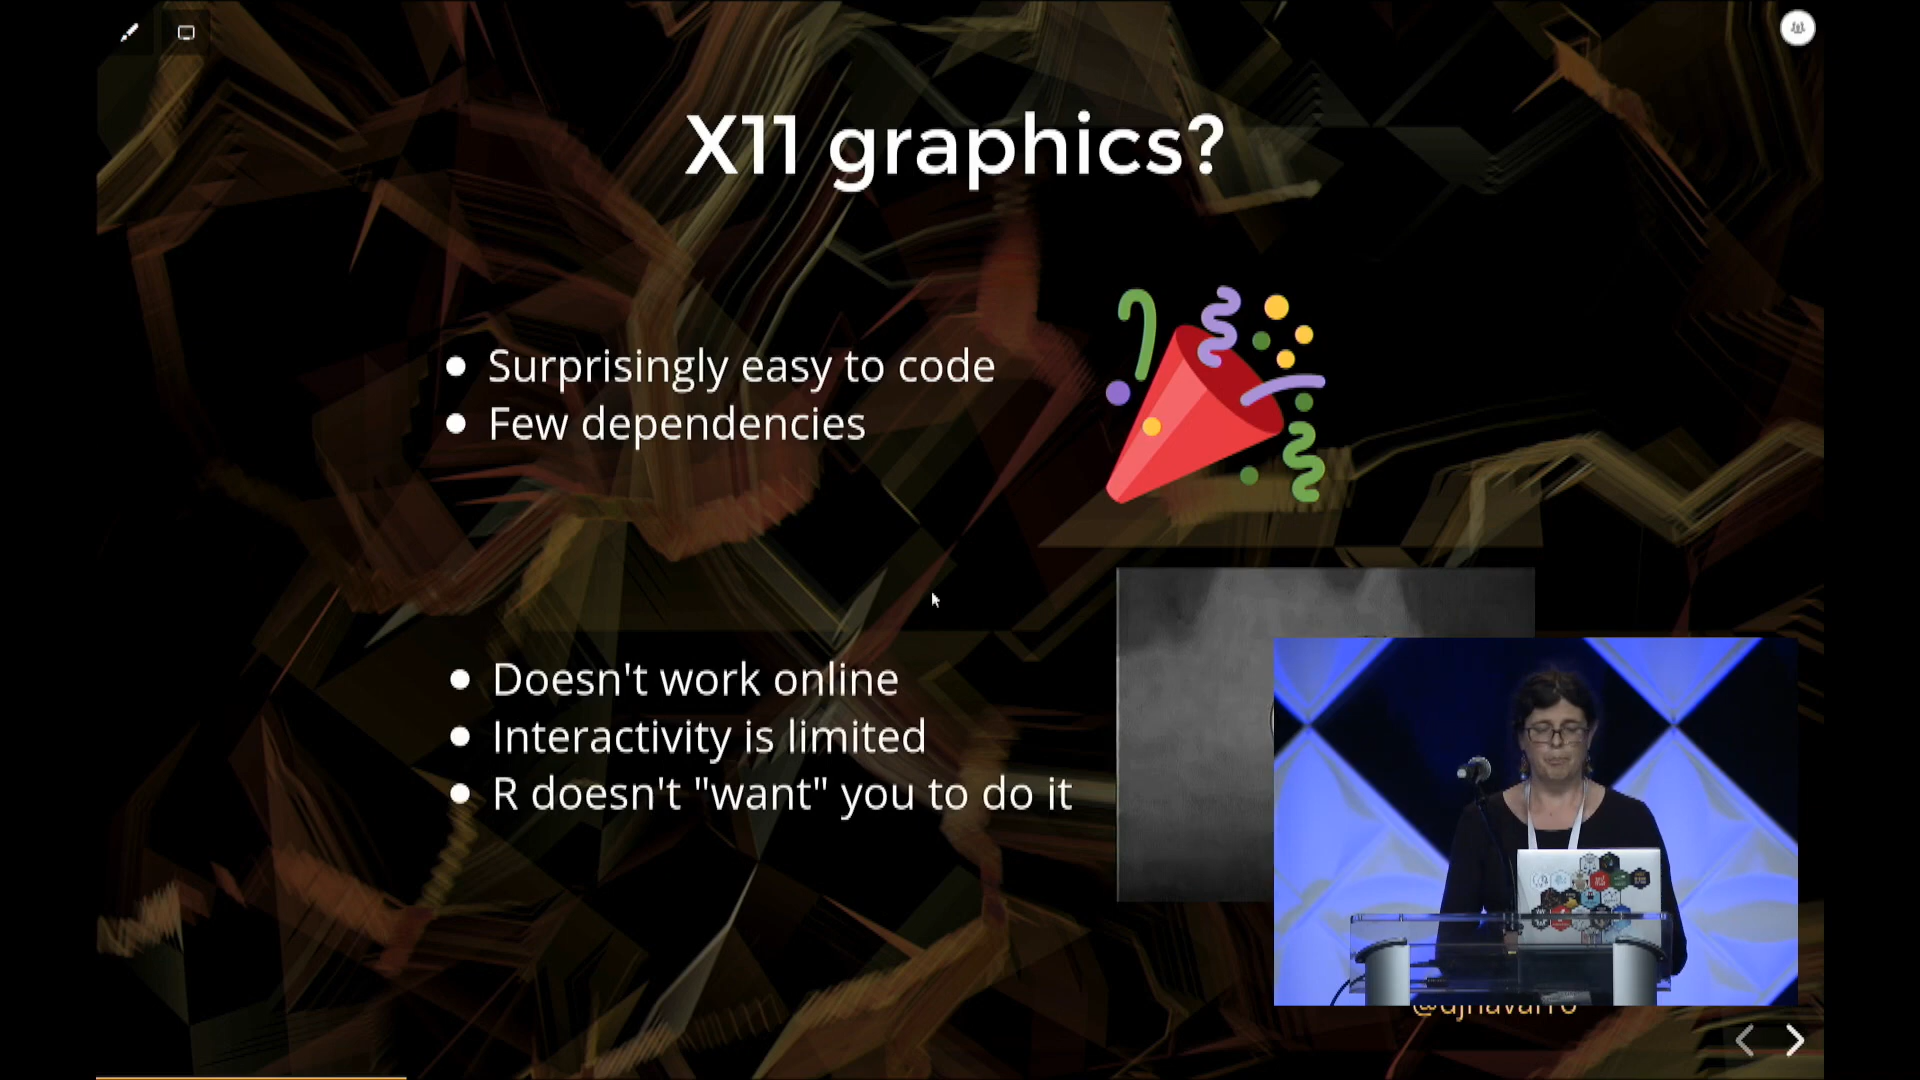 X11 graphics?
Surprisingly easy to code
Few dependencies
Doesn't work online
Interactivity is limited
R doesn't "want" you to do it
@djnavarro